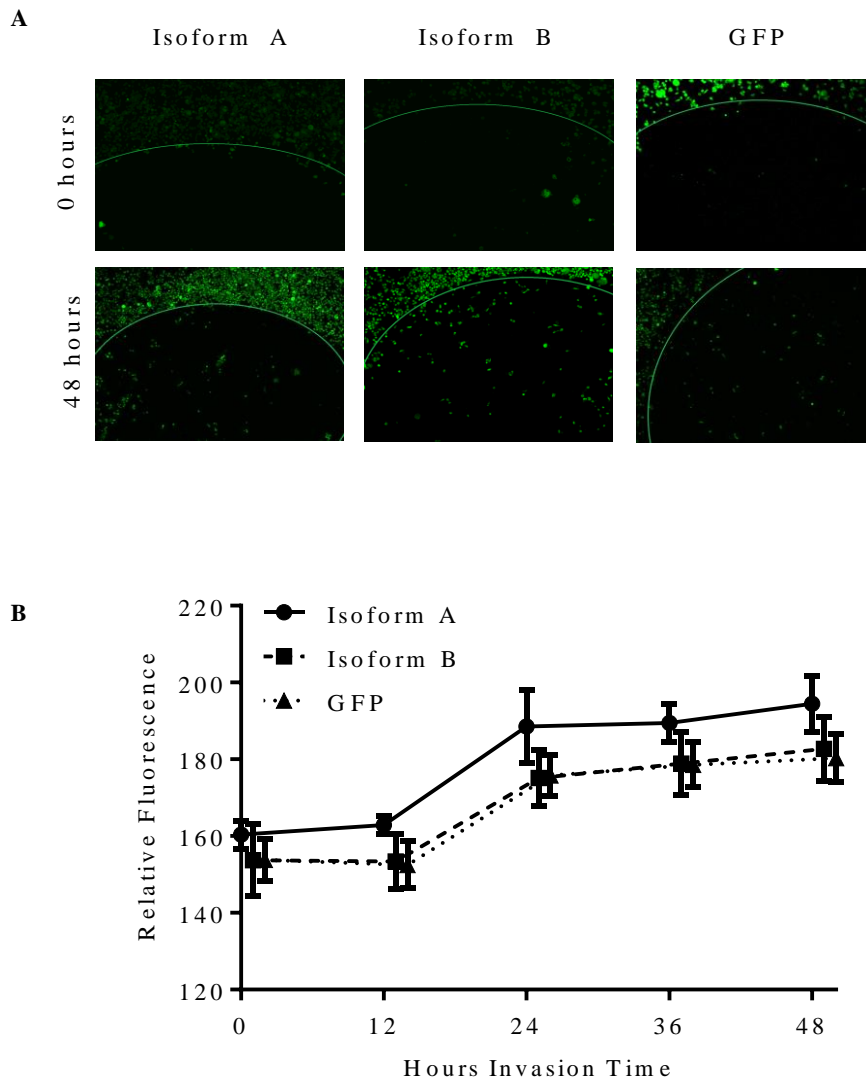 A
Isoform A
Isoform B
GFP
0 hours
48 hours
B
220
200
180
160
140
120
Relative Fluorescence
Isoform A
Isoform B
GFP
0
12
24
36
48
Hours Invasion Time